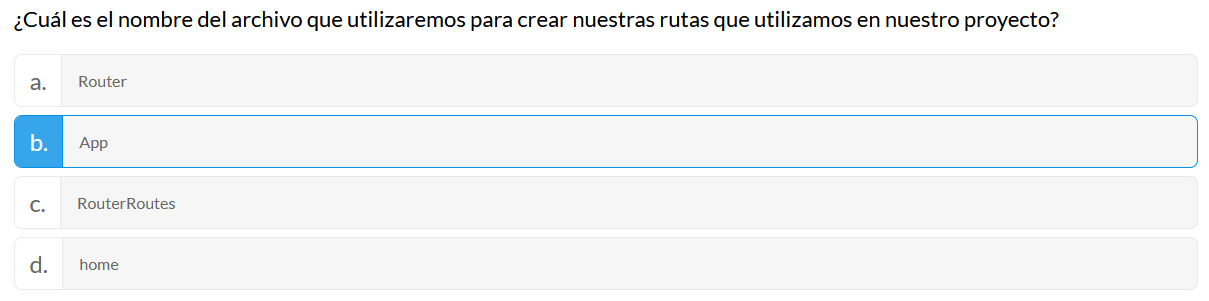 ¿Cuál es el nombre del archivo que utilizaremos para crear nuestras rutas que utilizamos en nuestro proyecto?
a. Router
b. App
c. RouterRoutes
d. home